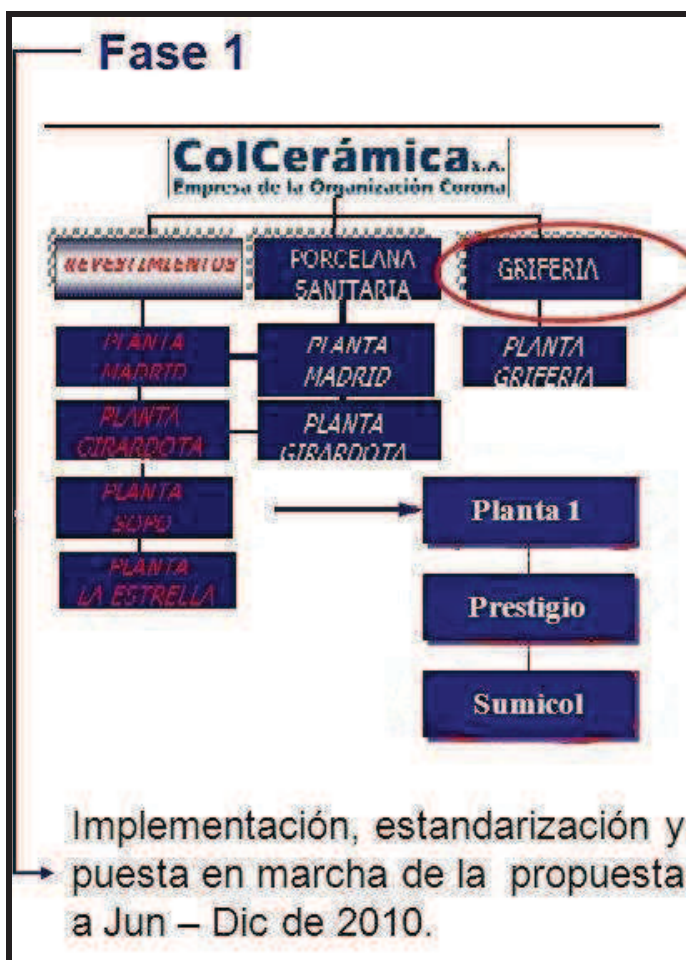 Fase 1
ColCerámica S.A.
Empresa de la Organización Corona
REVESTIMIENTOS
PORCELANA
SANITARIA
GRIFERIA
PLANTA
MADRID
PLANTA
MADRID
PLANTA
GRIFERIA
PLANTA
GIRARDOTA
PLANTA
GIRARDOTA
PLANTA
SOPO
PLANTA
LA ESTRELLA
Planta 1
Prestigio
Sumicol
Implementación, estandarización y
puesta en marcha de la propuesta
a Jun – Dic de 2010.